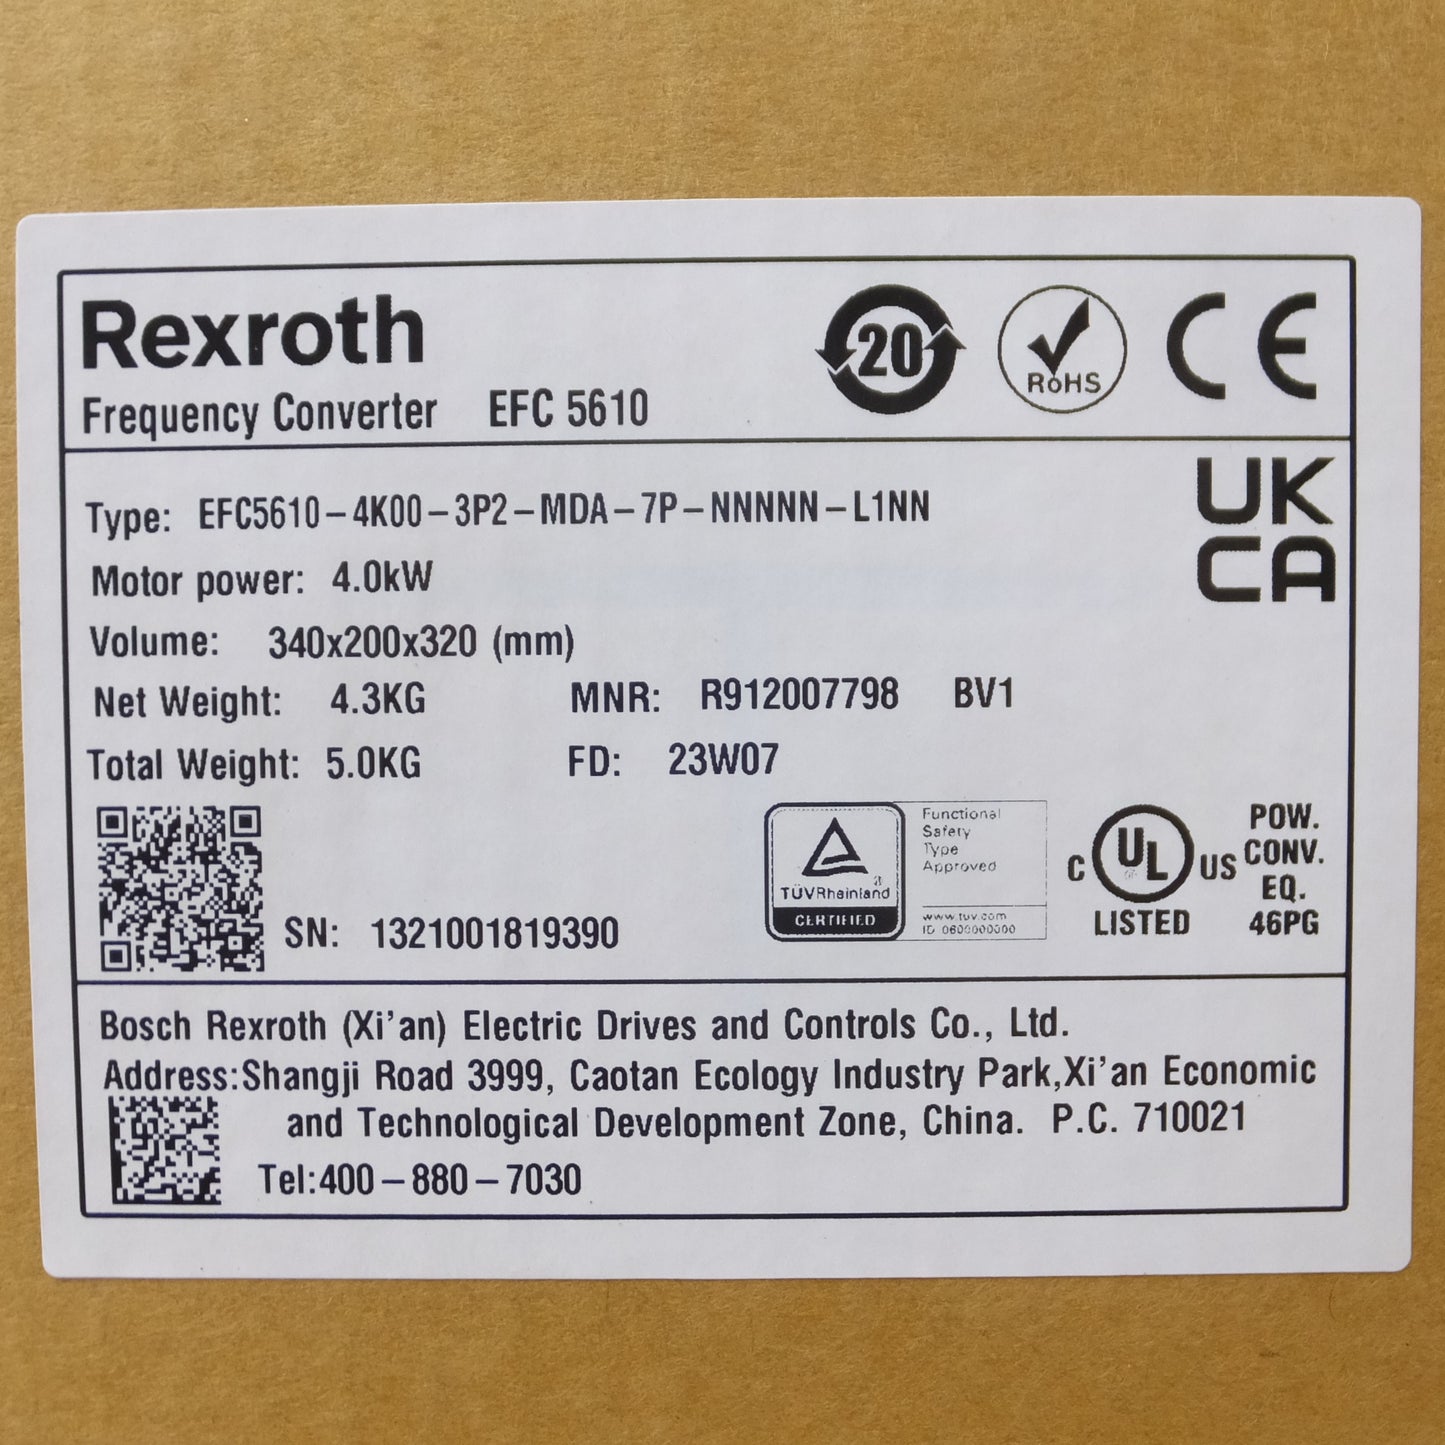 Rexroth
Frequency Converter EFC 5610
20
RoHS
CE
Type: EFC5610-4K00-3P2-MDA-7P-NNNNN-L1NN
UK
CA
Motor power: 4.0kW
Volume: 340x200x320 (mm)
Net Weight: 4.3KG MNR: R912007798 BV1
Total Weight: 5.0KG FD: 23W07
SN: 1321001819390
TÜVRheinland
CERTIFIED
Functional
Safety
Type
Approved
www.tuv.com
ID 0600000000
C UL US
LISTED
POW.
CONV.
EQ.
46PG
Bosch Rexroth (Xi'an) Electric Drives and Controls Co., Ltd.
Address:Shangji Road 3999, Caotan Ecology Industry Park,Xi'an Economic
and Technological Development Zone, China. P.C. 710021
Tel:400-880-7030